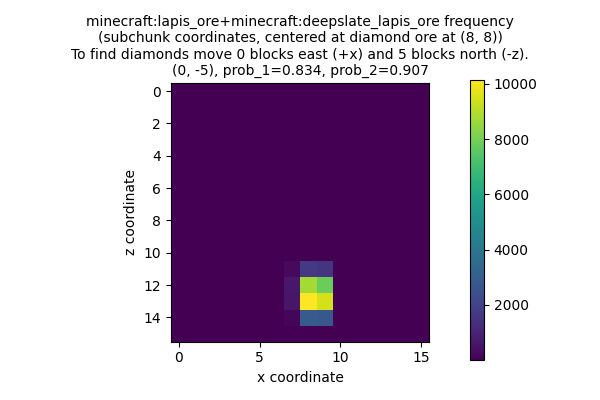 minecraft:lapis_ore+minecraft:deepslate_lapis_ore frequency
(subchunk coordinates, centered at diamond ore at (8, 8))
To find diamonds move 0 blocks east (+x) and 5 blocks north (-z).
(0, -5), prob_1=0.834, prob_2=0.907
0
2
4
6
8
10
12
14
z coordinate
0
5
10
15
x coordinate
10000
8000
6000
4000
2000